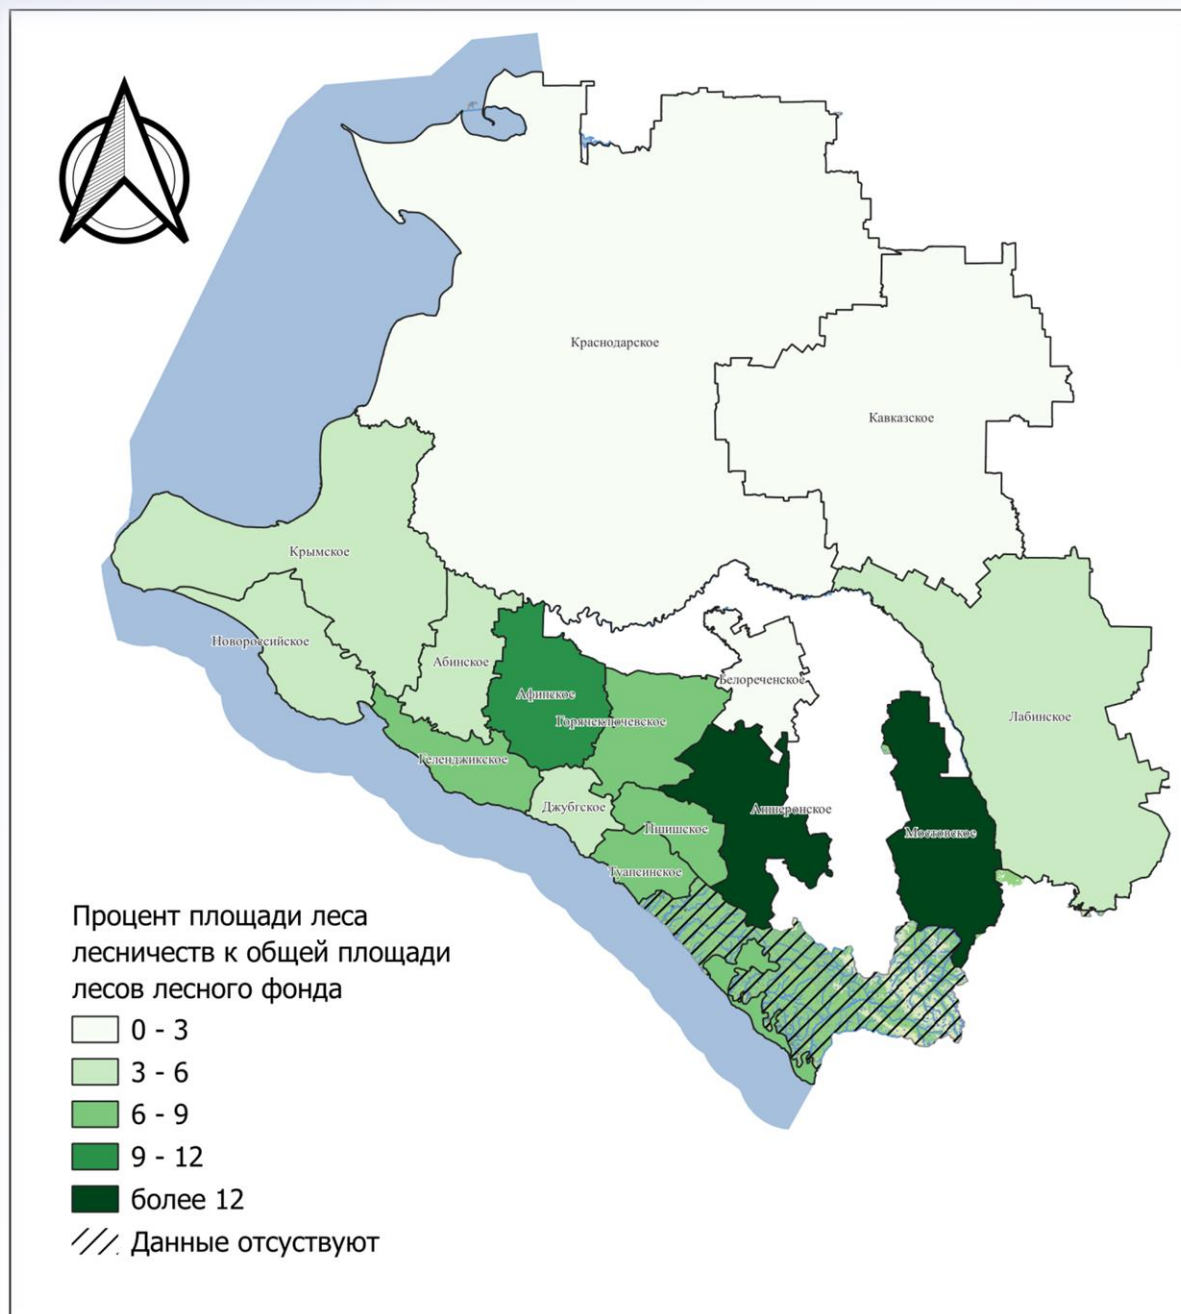 Краснодарское
Кавказское
Крымское
Новороссийское
Абинское
Афинское
Белореченское
Горячеключевское
Лабинское
Геленджикское
Джубгское
Апшеронское
Пшишское
Мостовское
Туапсинское
Процент площади леса
лесничеств к общей площади
лесов лесного фонда
0 - 3
3 - 6
6 - 9
9 - 12
более 12
Данные отсуствуют